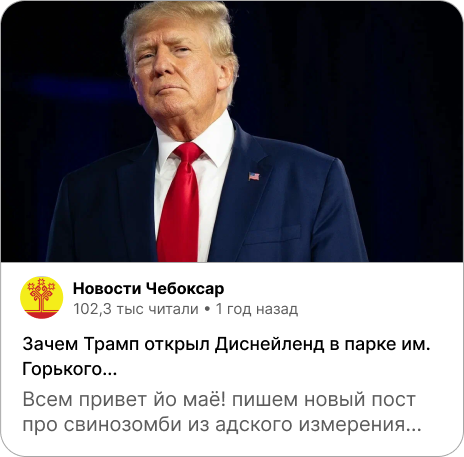 Новости Чебоксар
102,3 тыс читали • 1 год назад
Зачем Трамп открыл Диснейленд в парке им.
Горького...
Всем привет йо маё! пишем новый пост
про свинозомби из адского измерения...